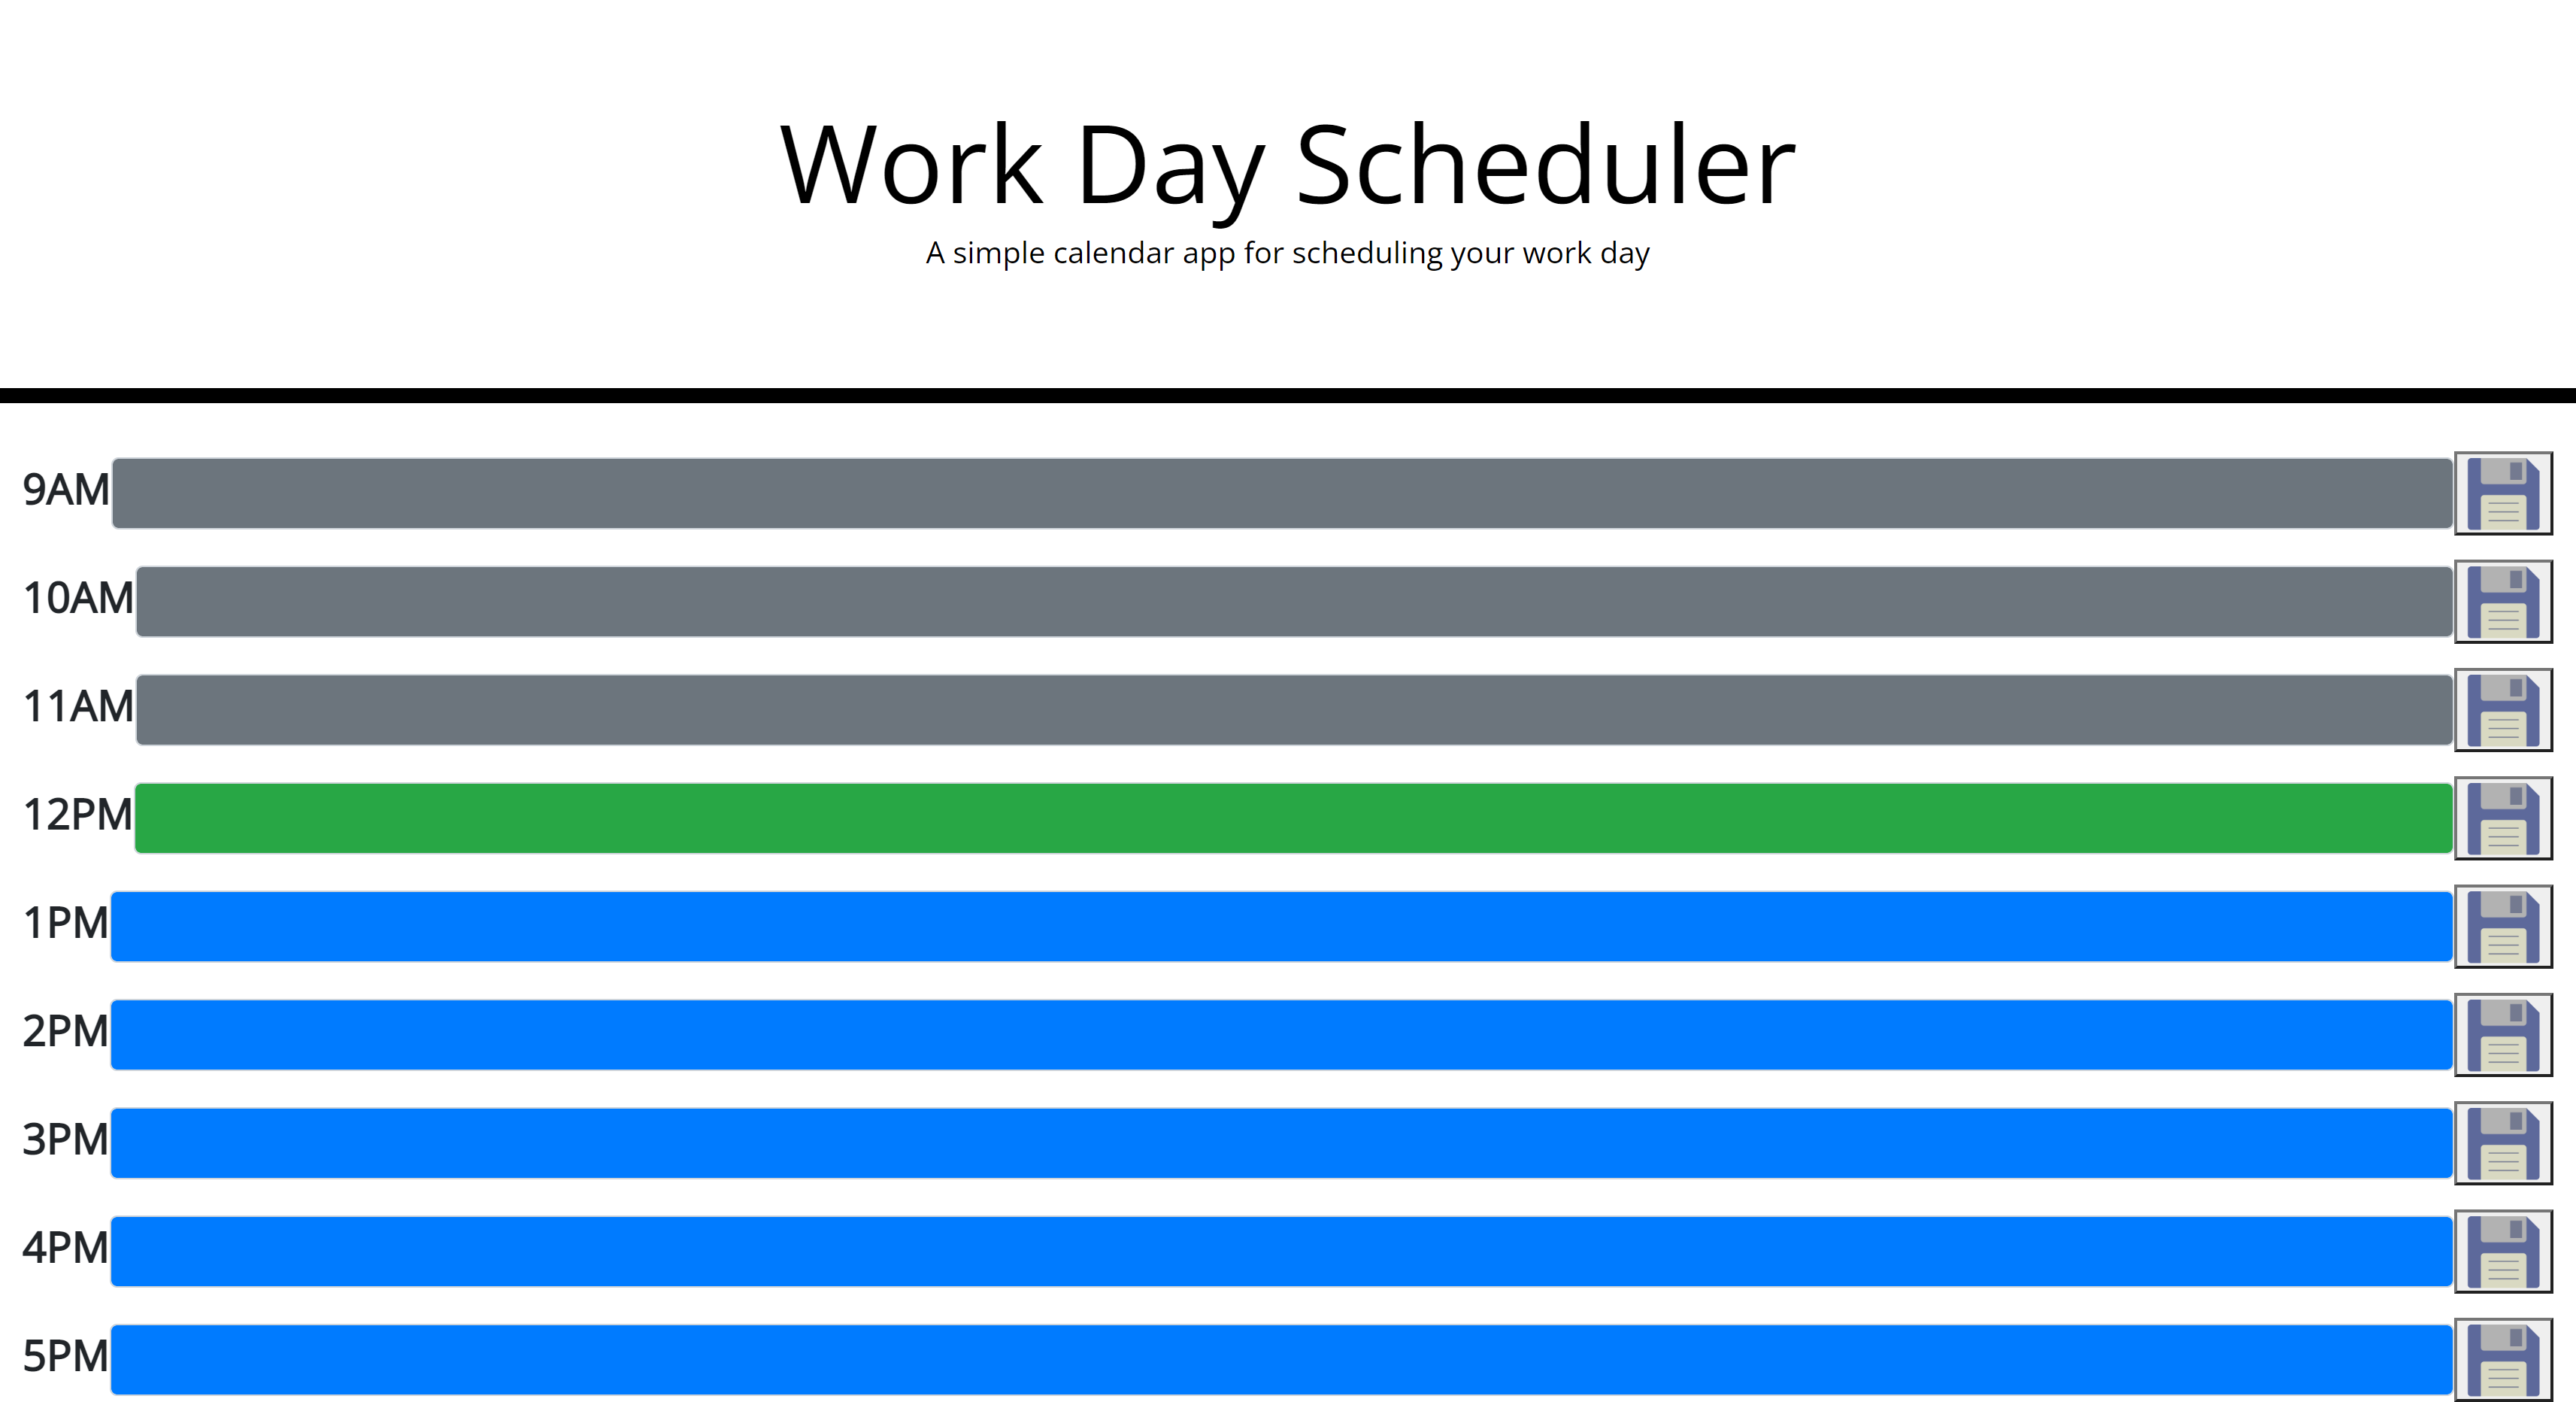 Work Day Scheduler
A simple calendar app for scheduling your work day
9AM
10AM
11AM
12PM
1PM
2PM
3PM
4PM
5PM